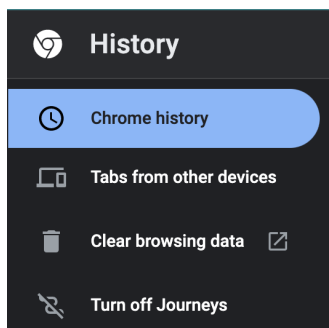 History
Chrome history
Tabs from other devices
Clear browsing data
Turn off Journeys